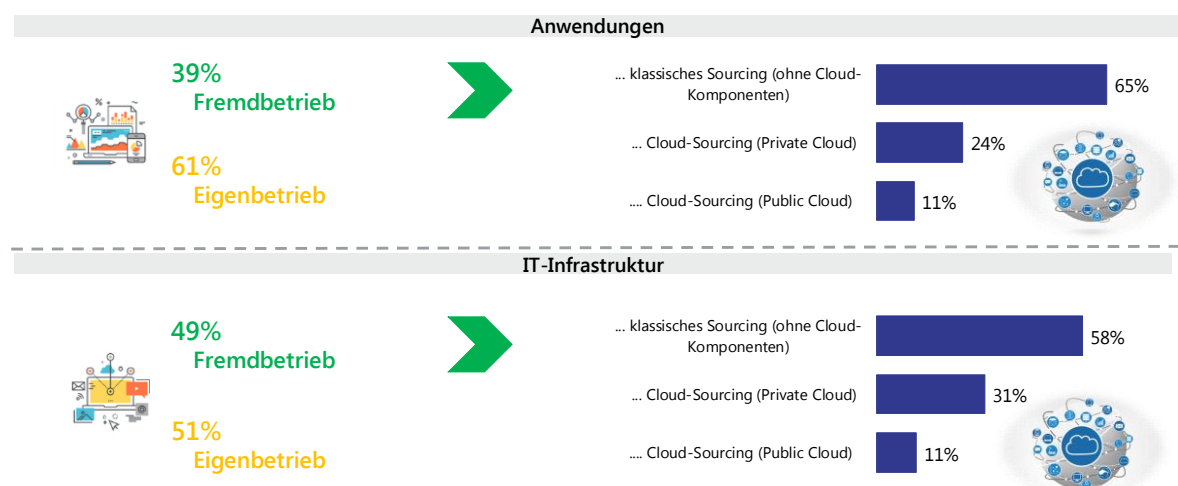 Anwendungen
39%
Fremdbetrieb
61%
Eigenbetrieb
... klassisches Sourcing (ohne Cloud-
Komponenten)
65%
... Cloud-Sourcing (Private Cloud)
24%
.... Cloud-Sourcing (Public Cloud)
11%
IT-Infrastruktur
49%
Fremdbetrieb
51%
Eigenbetrieb
... klassisches Sourcing (ohne Cloud-
Komponenten)
58%
... Cloud-Sourcing (Private Cloud)
31%
.... Cloud-Sourcing (Public Cloud)
11%